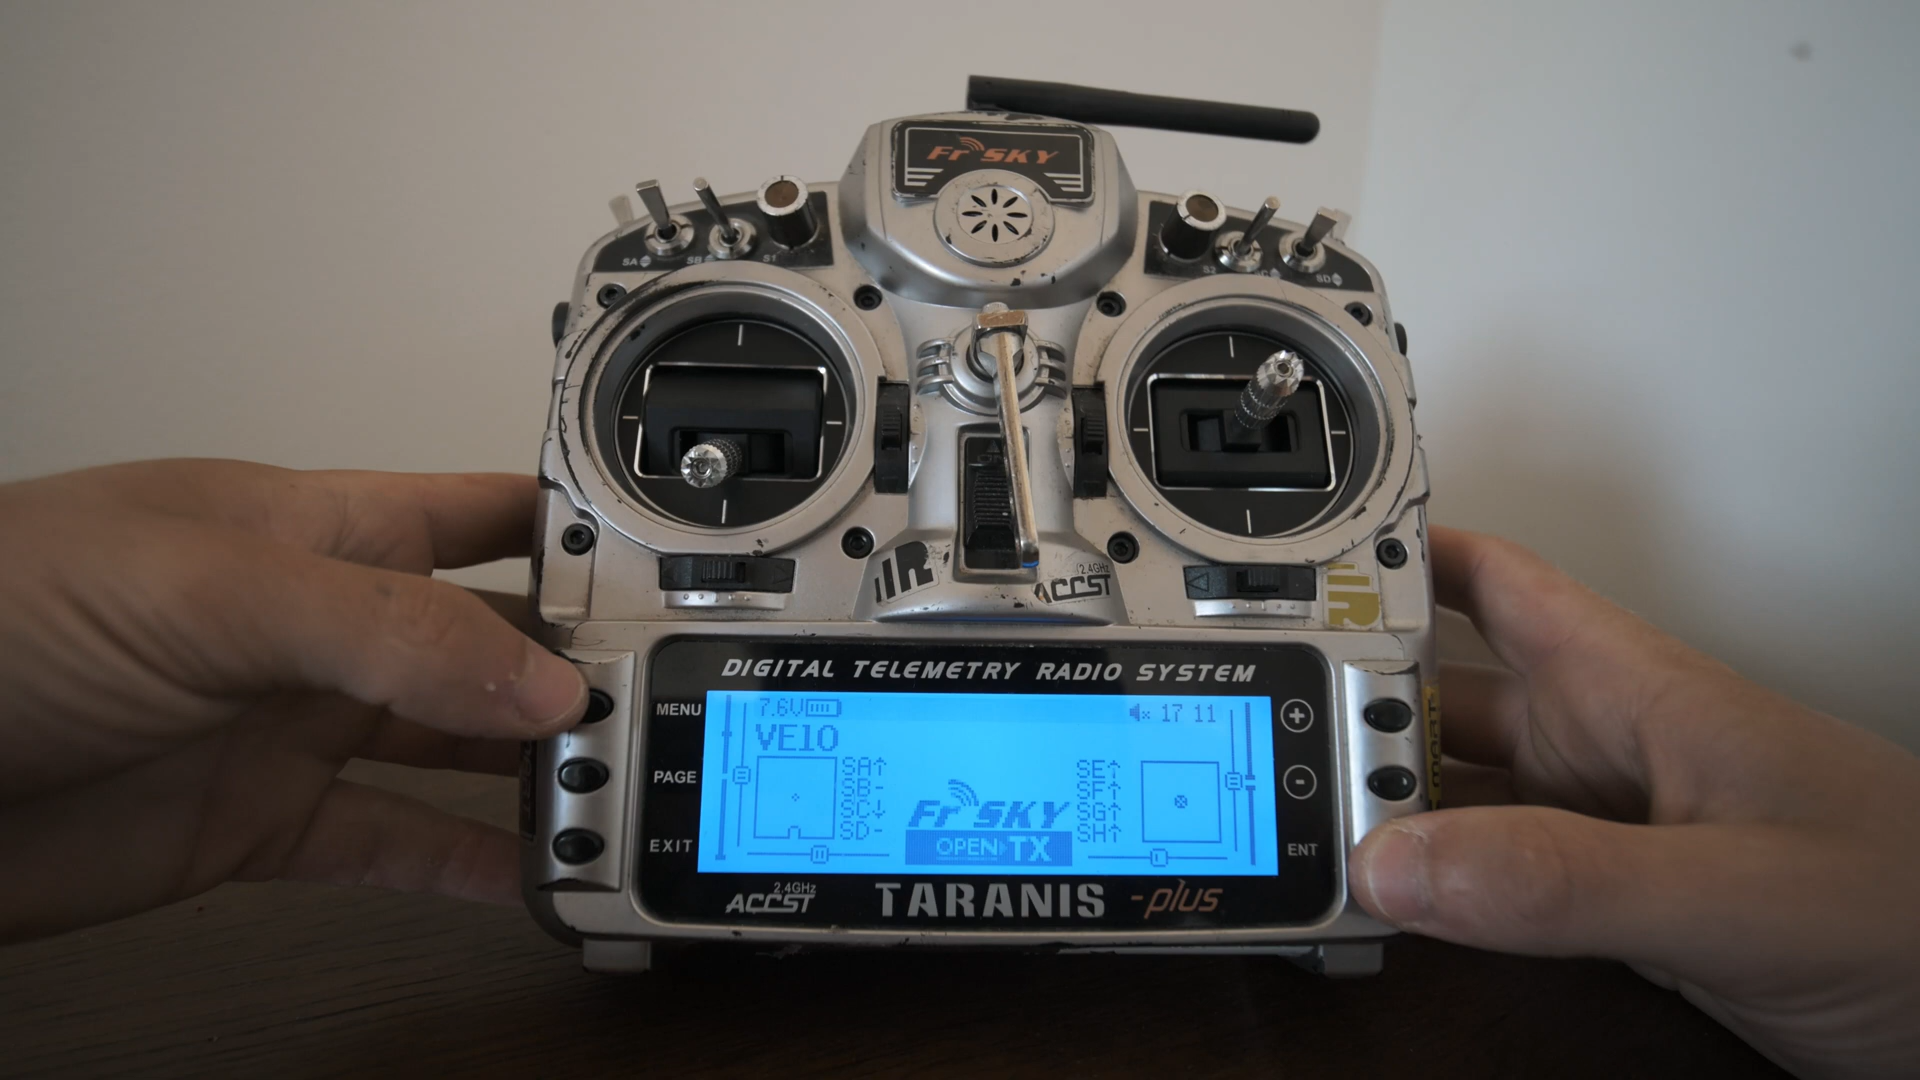 FrSKY
SA
SB
S1
S2
SD
2.4GHz
ACCST
DIGITAL TELEMETRY RADIO SYSTEM
MENU
PAGE
EXIT
7.6V
17 11
VE10
SA↑
SB-
SC↓
SD-
SE↑
SF↑
SG↑
SH↑
FrSKY
OPEN TX
+
-
ENT
2.4GHz
ACCST
TARANIS -plus